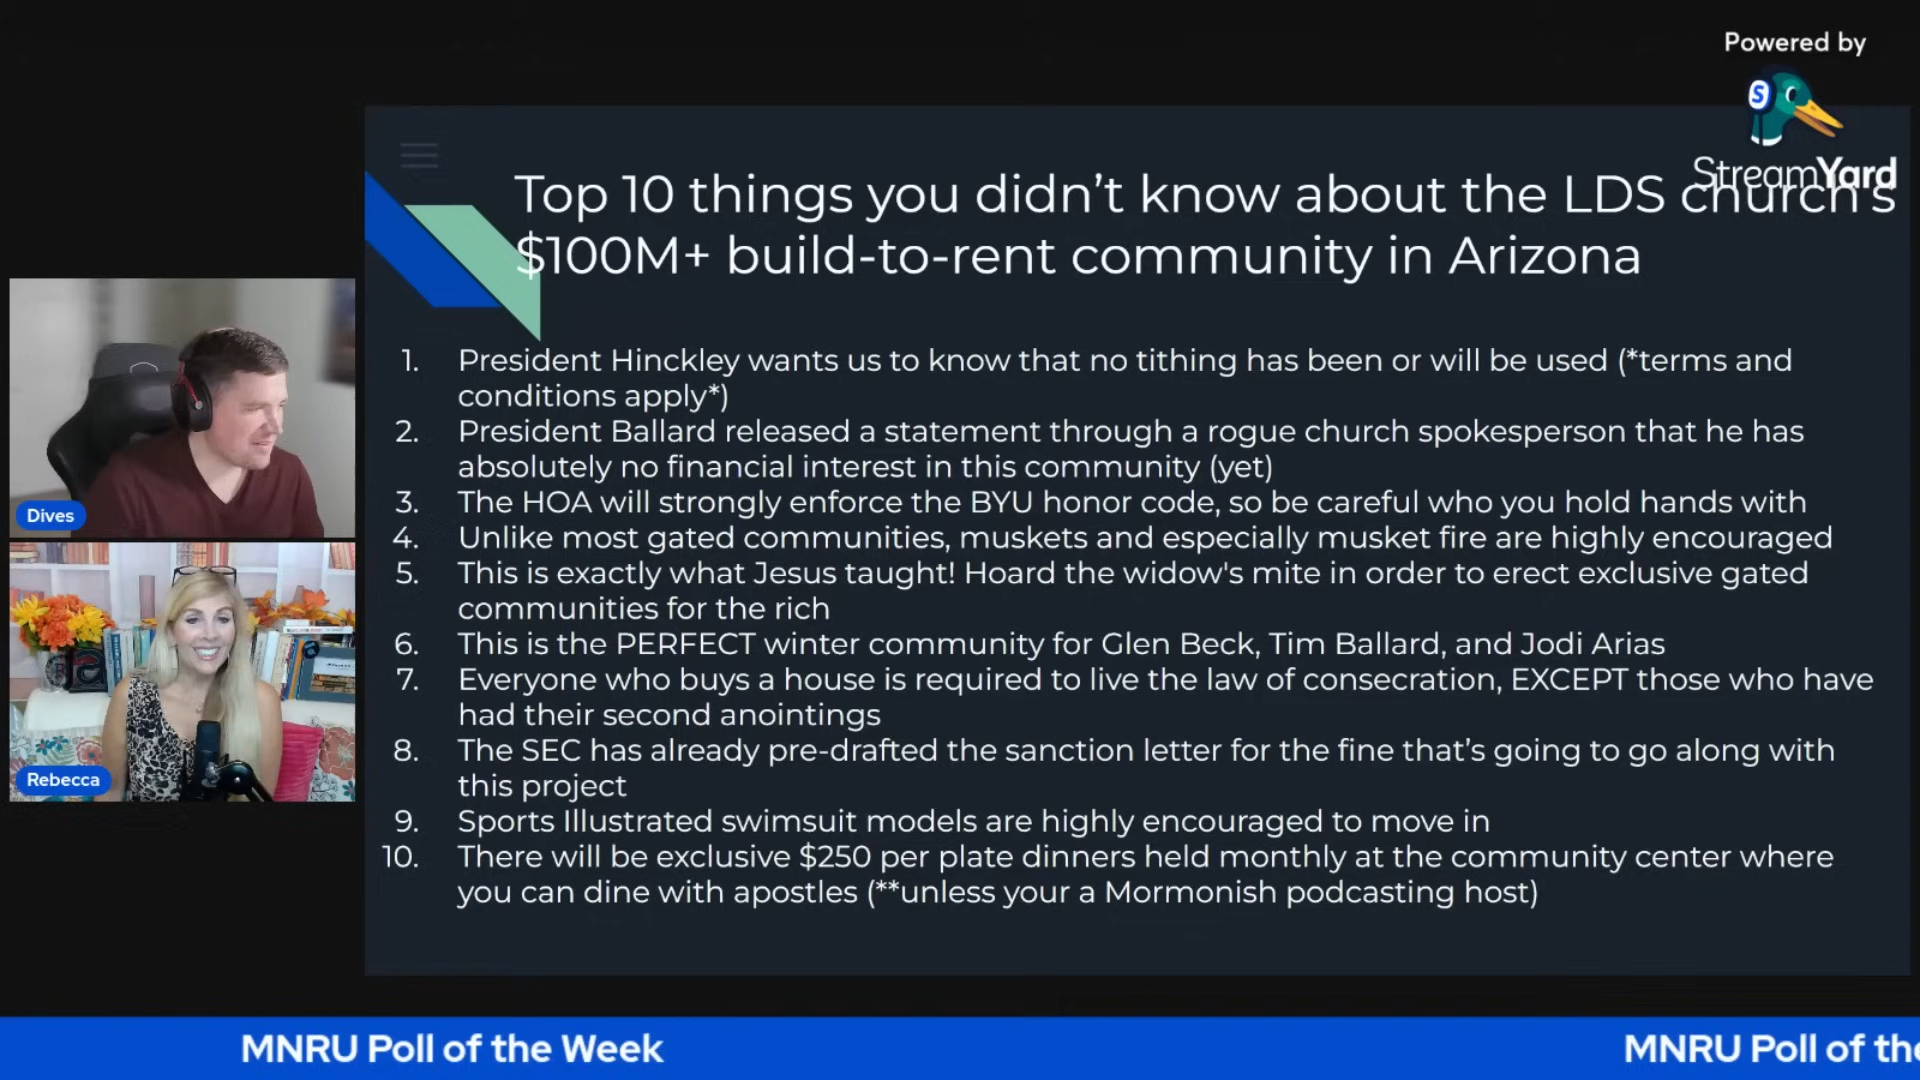 Powered by
StreamYard
Top 10 things you didn't know about the LDS church's
$100M+ build-to-rent community in Arizona
1. President Hinckley wants us to know that no tithing has been or will be used (*terms and
conditions apply*)
2. President Ballard released a statement through a rogue church spokesperson that he has
absolutely no financial interest in this community (yet)
3. The HOA will strongly enforce the BYU honor code, so be careful who you hold hands with
4. Unlike most gated communities, muskets and especially musket fire are highly encouraged
5. This is exactly what Jesus taught! Hoard the widow's mite in order to erect exclusive gated
communities for the rich
6. This is the PERFECT winter community for Glen Beck, Tim Ballard, and Jodi Arias
7. Everyone who buys a house is required to live the law of consecration, EXCEPT those who have
had their second anointings
8. The SEC has already pre-drafted the sanction letter for the fine that's going to go along with
this project
9. Sports Illustrated swimsuit models are highly encouraged to move in
10. There will be exclusive $250 per plate dinners held monthly at the community center where
you can dine with apostles (**unless your a Mormonish podcasting host)
Dives
Rebecca
MNRU Poll of the Week
MNRU Poll of the